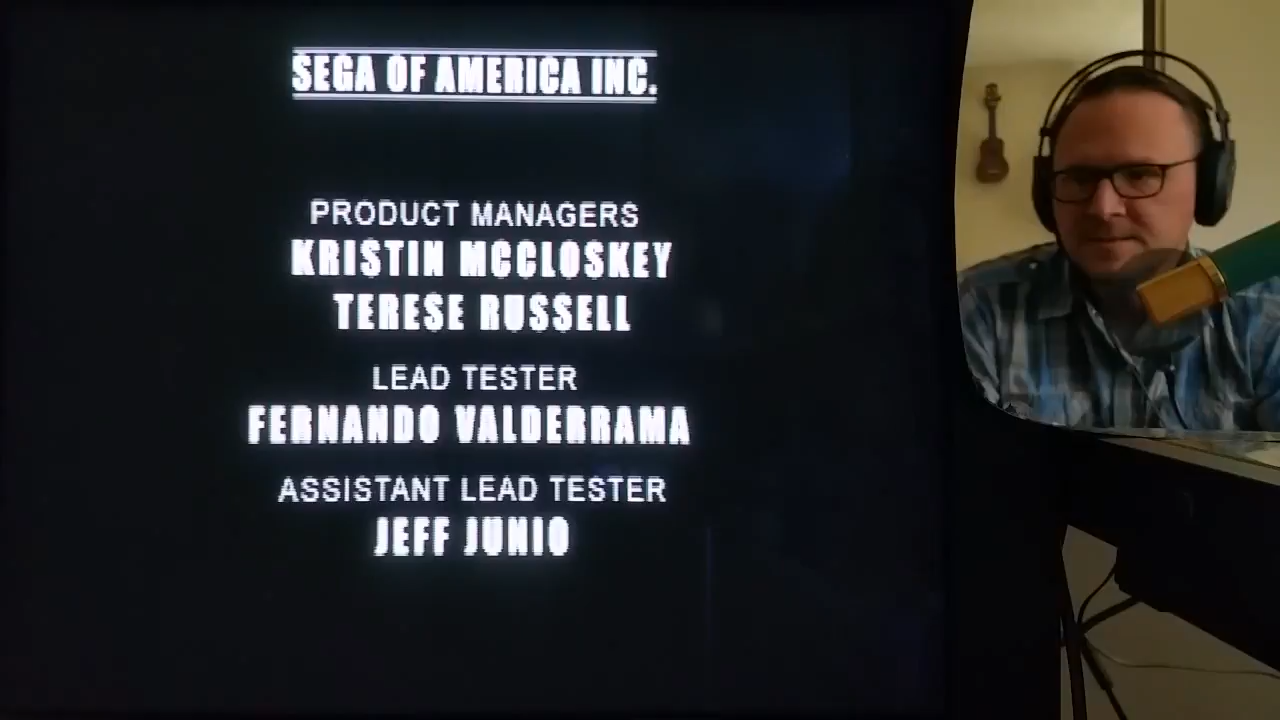 SEGA OF AMERICA INC.
PRODUCT MANAGERS
KRISTIN MCCLOSKEY
TERESE RUSSELL
LEAD TESTER
FERNANDO VALDERRAMA
ASSISTANT LEAD TESTER
JEFF JUNIO